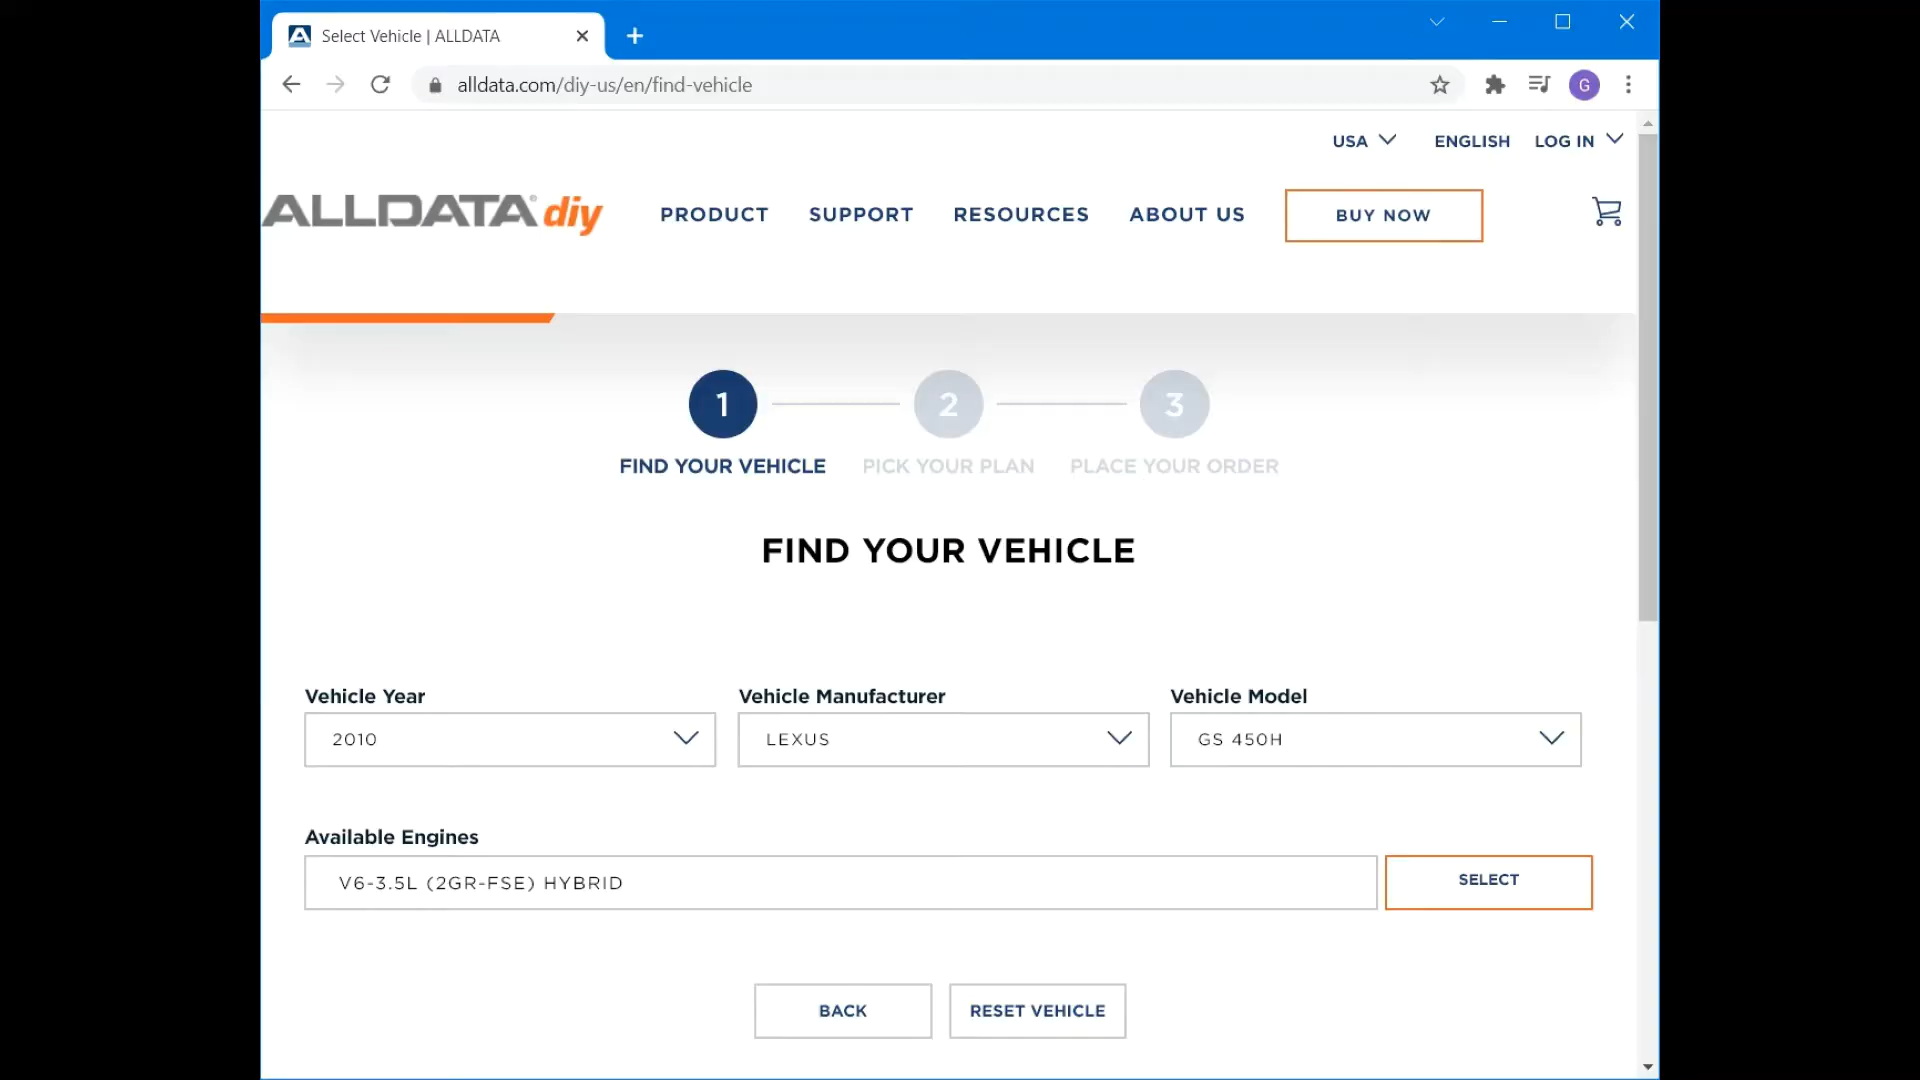 Select Vehicle | ALLDATA
alldata.com/diy-us/en/find-vehicle
G
USA ENGLISH LOG IN
ALLDATA® diy PRODUCT SUPPORT RESOURCES ABOUT US BUY NOW
1 2 3
FIND YOUR VEHICLE PICK YOUR PLAN PLACE YOUR ORDER
FIND YOUR VEHICLE
Vehicle Year Vehicle Manufacturer Vehicle Model
2010 LEXUS GS 450H
Available Engines
V6-3.5L (2GR-FSE) HYBRID SELECT
BACK RESET VEHICLE